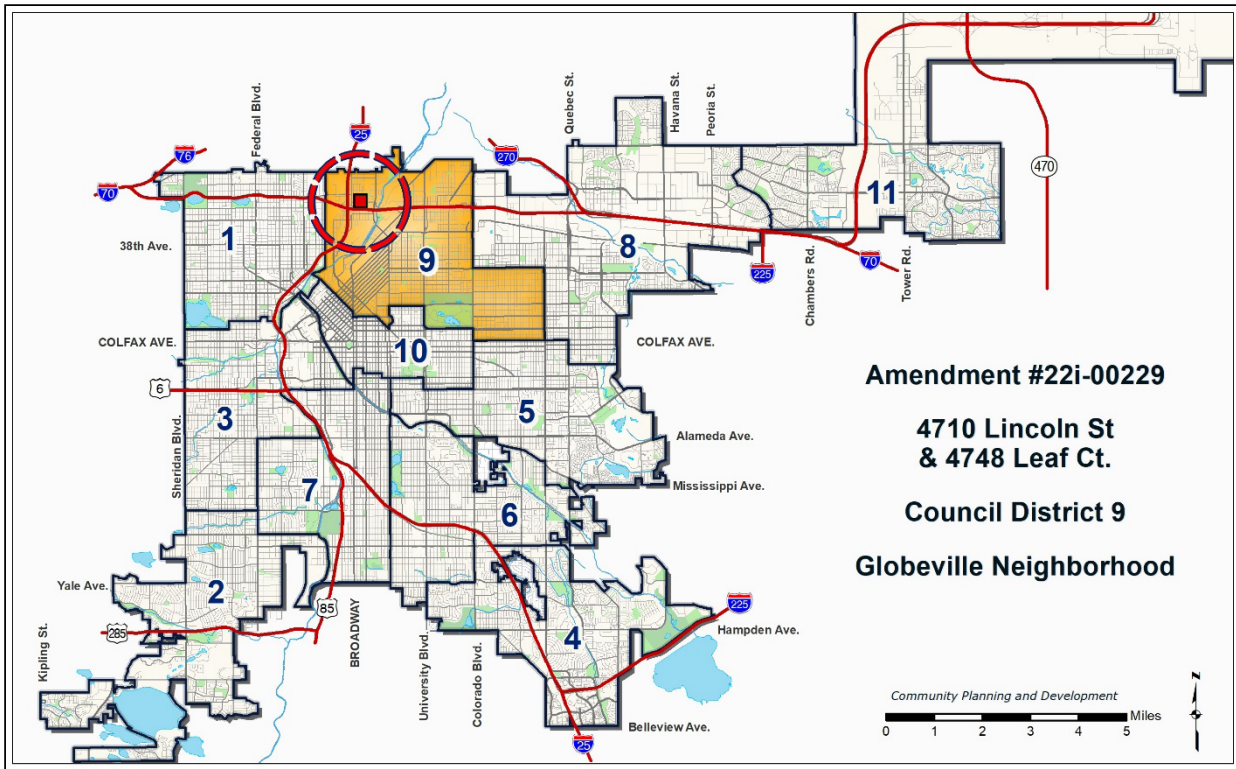 Federal Blvd.
25
76
70
Quebec St.
Havana St.
Peoria St.
270
470
38th Ave.
1
9
8
11
225
Chambers Rd.
70
Tower Rd.
COLFAX AVE.
10
COLFAX AVE.
6
3
5
Sheridan Blvd.
Alameda Ave.
Mississippi Ave.
7
6
2
Yale Ave.
85
225
285
4
Hampden Ave.
Kipling St.
BROADWAY
University Blvd.
Colorado Blvd.
Belleview Ave.
25
Amendment #22i-00229
4710 Lincoln St
& 4748 Leaf Ct.
Council District 9
Globeville Neighborhood
Community Planning and Development
Miles
0 1 2 3 4 5
N